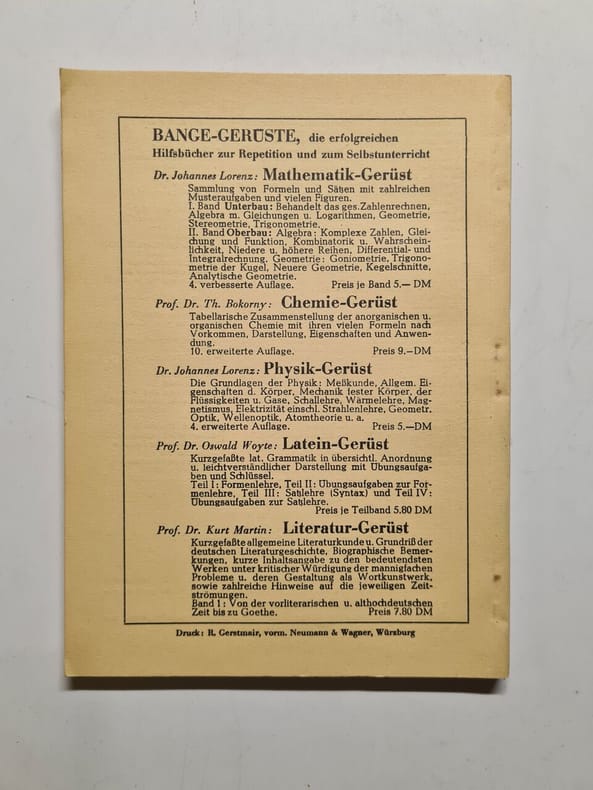 BANGE-GERÜSTE, die erfolgreichen
Hilfsbücher zur Repetition und zum Selbstunterricht
Dr. Johannes Lorenz: Mathematik-Gerüst
Sammlung von Formeln und Sätzen mit zahlreichen
Musteraufgaben und vielen Figuren.
I. Band Unterbau: Behandelt das ges. Zahlenrechnen,
Algebra m. Gleichungen u. Logarithmen, Geometrie,
Stereometrie, Trigonometrie.
II. Band Oberbau: Algebra: Komplexe Zahlen, Glei-
chung und Funktion, Kombinatorik u. Wahrschein-
lichkeit, Niedere u. höhere Reihen, Differential- und
Integralrechnung. Geometrie: Goniometrie, Trigono-
metrie der Kugel, Neuere Geometrie, Kegelschnitte,
Analytische Geometrie.
4. verbesserte Auflage. Preis je Band 5.— DM
Prof. Dr. Th. Bokorny: Chemie-Gerüst
Tabellarische Zusammenstellung der anorganischen u.
organischen Chemie mit ihren vielen Formeln nach
Vorkommen, Darstellung, Eigenschaften und Anwen-
dung.
10. erweiterte Auflage. Preis 9.—DM
Dr. Johannes Lorenz: Physik-Gerüst
Die Grundlagen der Physik: Meßkunde, Allgem. Ei-
genschaften d. Körper, Mechanik fester Körper, der
Flüssigkeiten u. Gase, Schallehre, Wärmelehre, Mag-
netismus, Elektrizität einschl. Strahlenlehre, Geometr.
Optik, Wellenoptik, Atomtheorie u. a.
4. erweiterte Auflage. Preis 5.—DM
Prof. Dr. Oswald Woyte: Latein-Gerüst
Kurzgefaßte lat. Grammatik in übersichtl. Anordnung
u. leichtverständlicher Darstellung mit Übungsaufga-
ben und Schlüssel.
Teil I: Formenlehre, Teil II: Übungsaufgaben zur For-
menlehre, Teil III: Satzlehre (Syntax) und Teil IV:
Übungsaufgaben zur Satzlehre.
Preis je Teilband 5.80 DM
Prof. Dr. Kurt Martin: Literatur-Gerüst
Kurzgefaßte allgemeine Literaturkunde u. Grundriß der
deutschen Literaturgeschichte, Biographische Bemer-
kungen, kurze Inhaltsangabe zu den bedeutendsten
Werken unter kritischer Würdigung der mannigfachen
Probleme u. deren Gestaltung als Wortkunstwerk,
sowie zahlreiche Hinweise auf die jeweiligen Zeit-
strömungen.
Band 1: Von der vorliterarischen u. althochdeutschen
Zeit bis zu Goethe. Preis 7.80 DM
Druck: R. Gerstmair, vorm. Neumann & Wagner, Würzburg